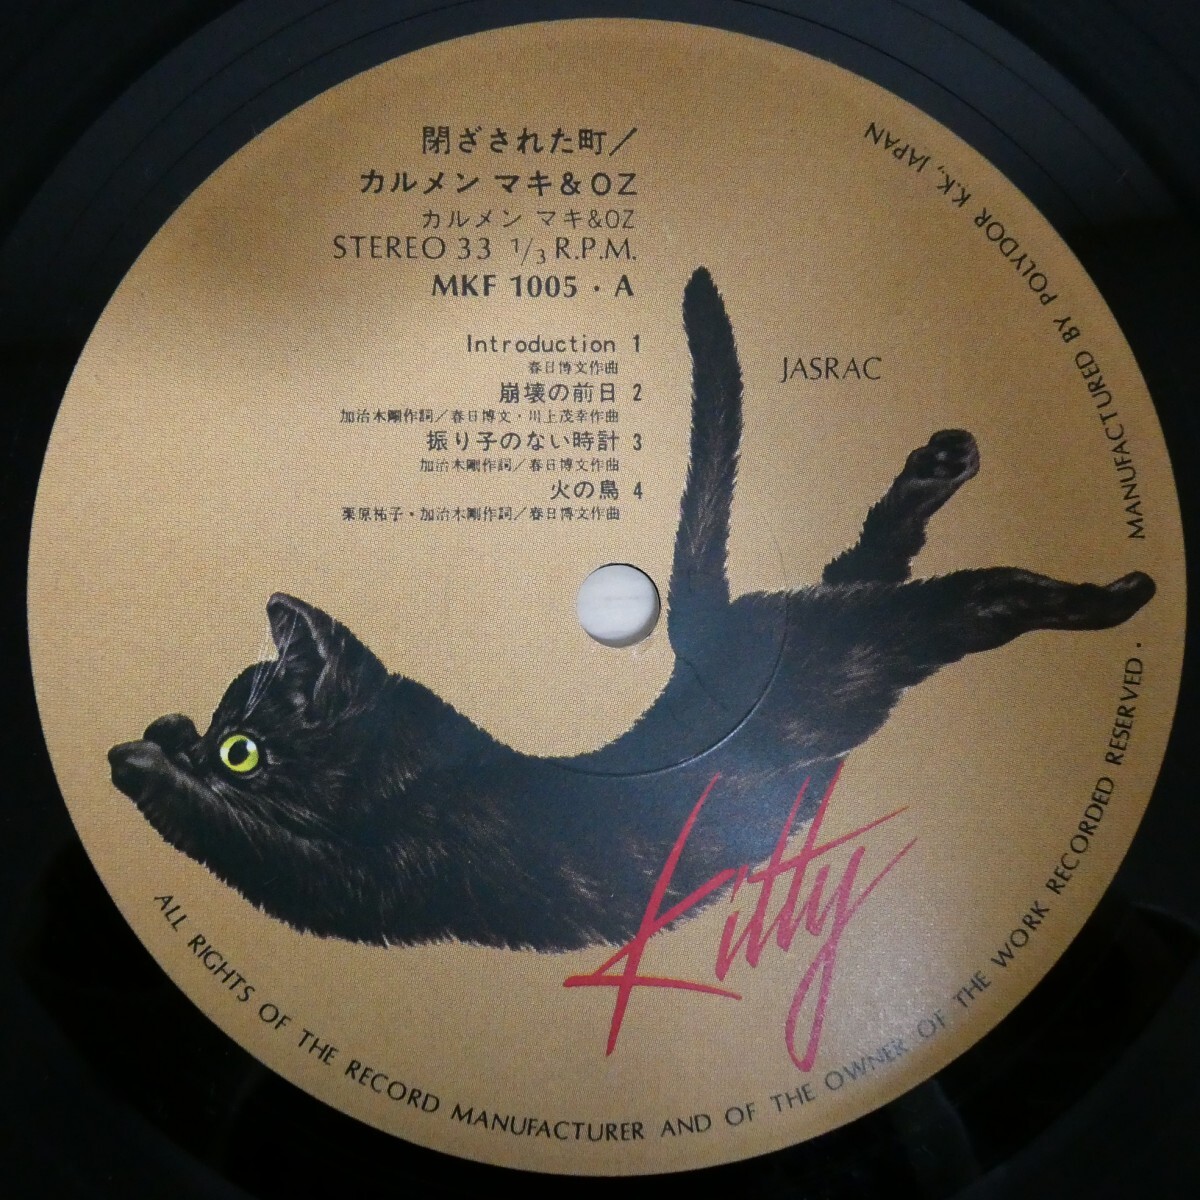 閉ざされた町／
カルメン マキ＆OZ
カルメン マキ&OZ
STEREO 33 1/3 R.P.M.
MKF 1005・A
Introduction 1
春日博文作曲
崩壊の前日 2
加治木剛作詞／春日博文・川上茂幸作曲
振り子のない時計 3
加治木剛作詞／春日博文作曲
火の鳥 4
栗原祐子・加治木剛作詞／春日博文作曲
JASRAC
Kitty
ALL RIGHTS OF THE RECORD MANUFACTURER AND OF THE OWNER OF THE WORK RECORDED RESERVED・
MANUFACTURED BY POLYDOR K.K., JAPAN